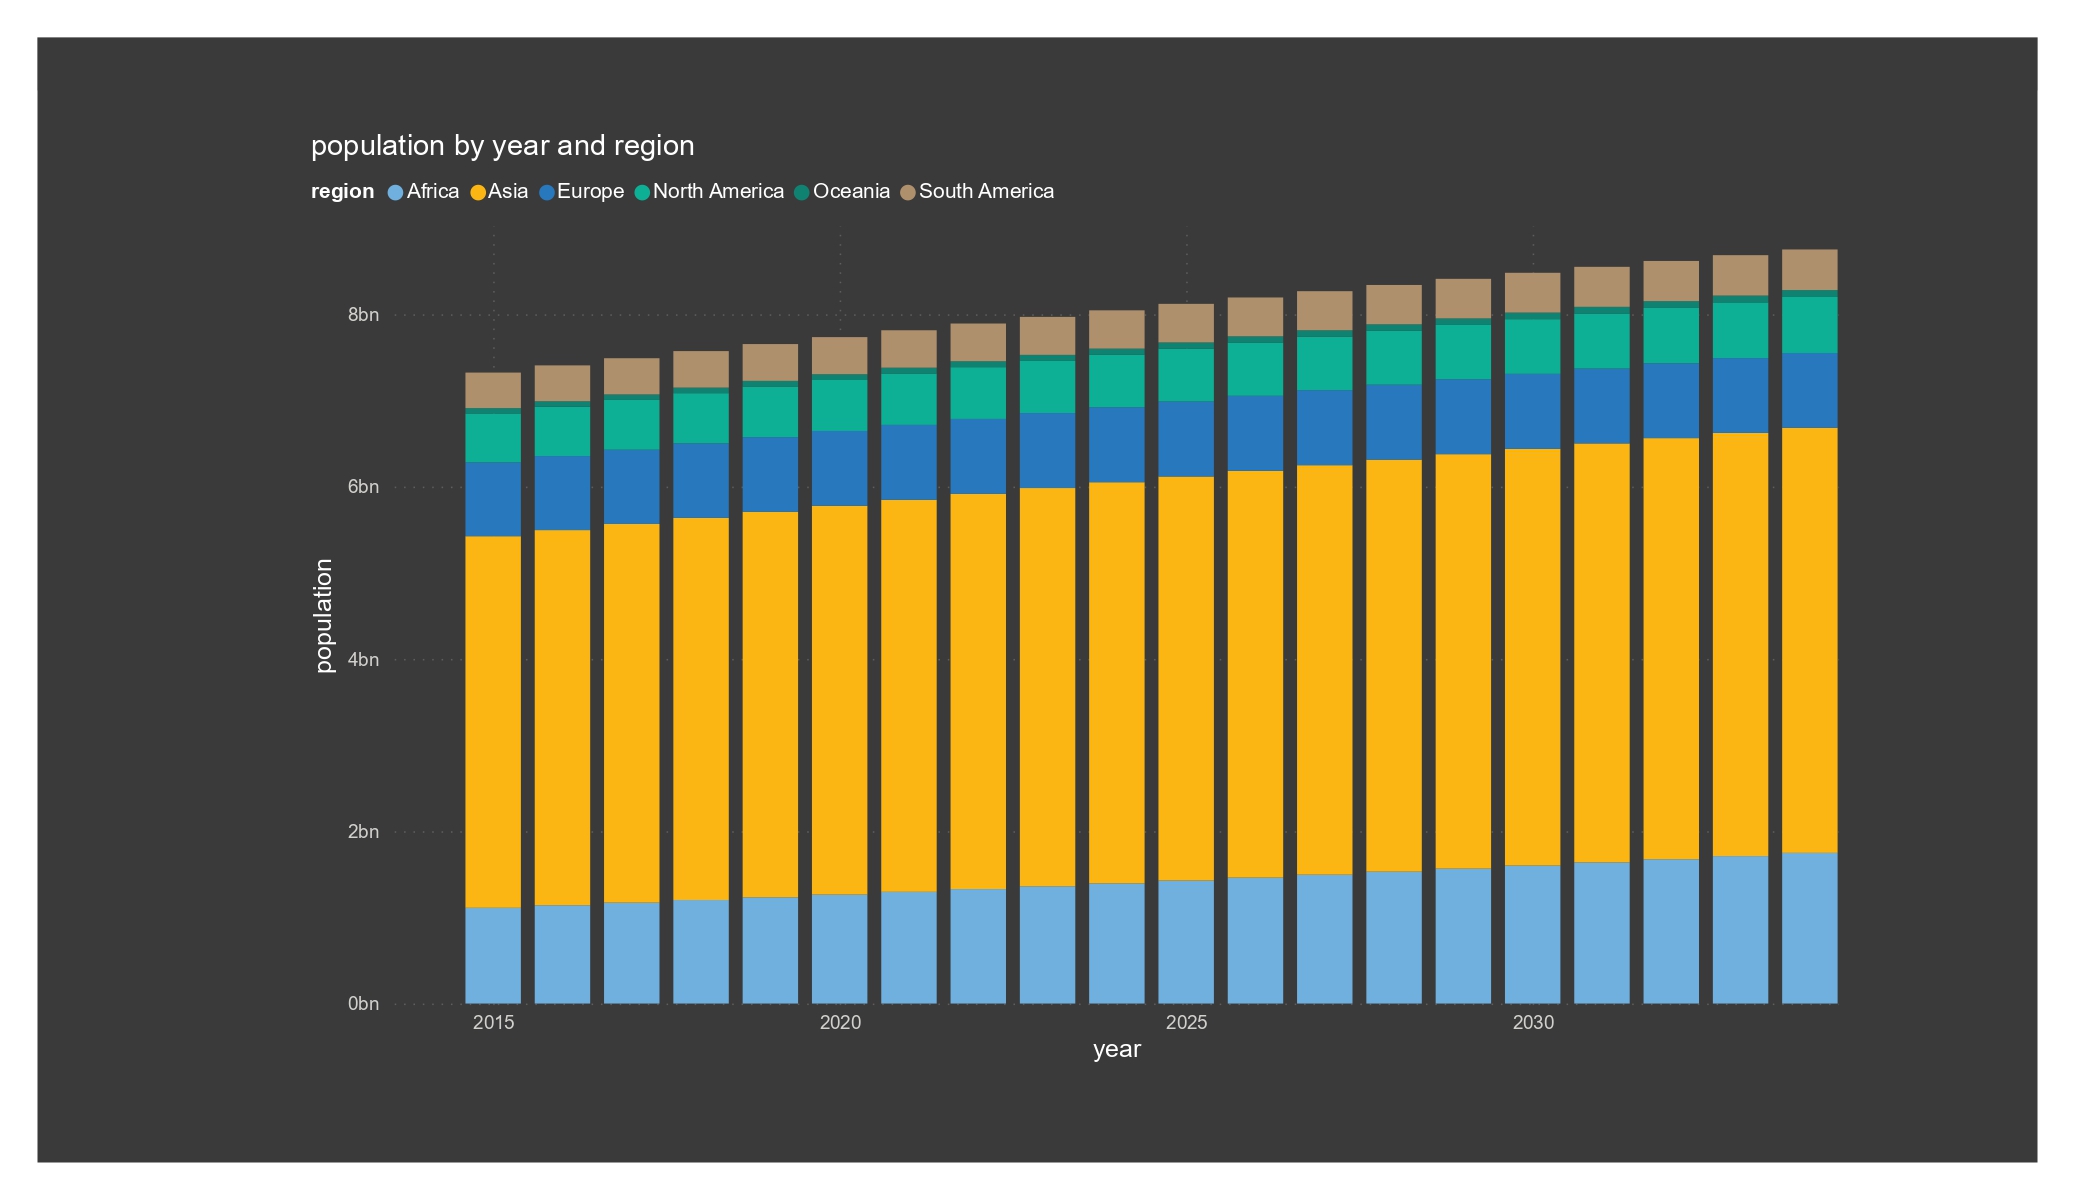 population by year and region
region Africa Asia Europe North America Oceania South America
8bn
6bn
4bn
2bn
0bn
population
2015 2020 2025 2030
year